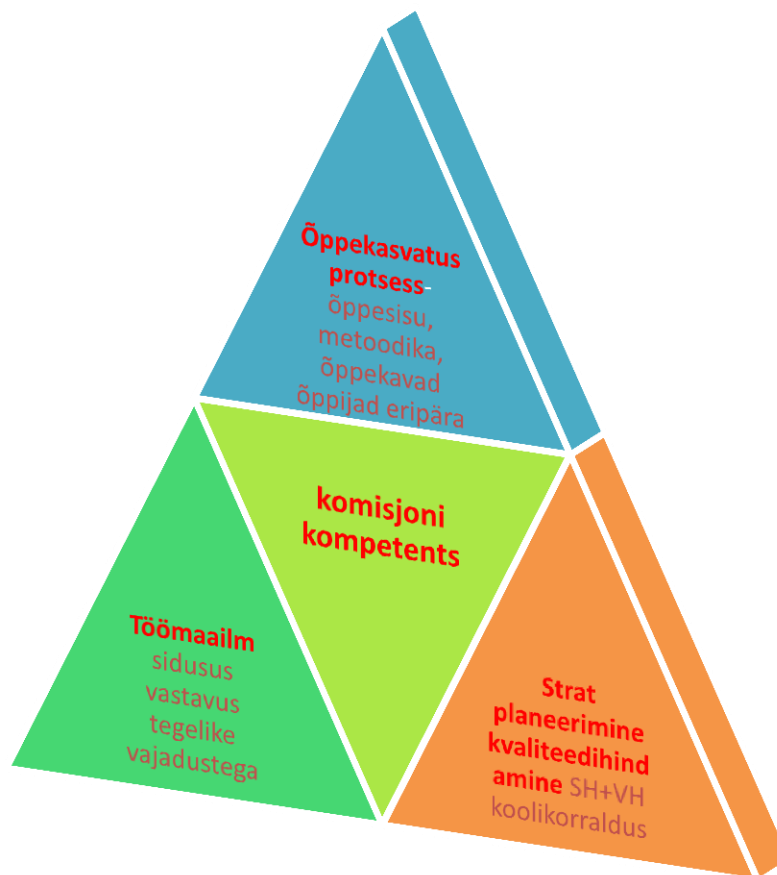 Õppekasvatus
protsess-
õppesisu,
metoodika,
õppekavad
õppijad eripära
komisjoni
kompetents
Töömaailm
sidusus
vastavus
tegelike
vajadustega
Strat
planeerimine
kvaliteedihind
amine SH+VH
koolikorraldus